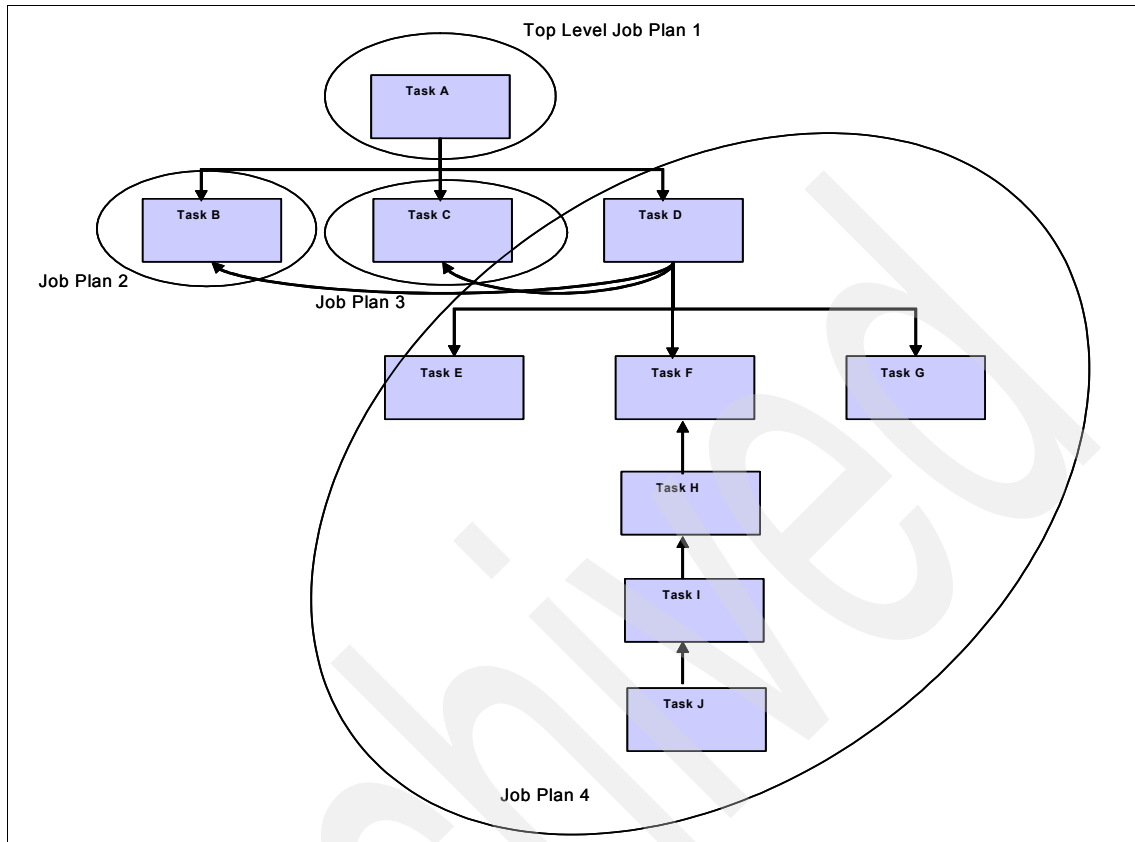 Top Level Job Plan 1
Task A
Task B
Task C
Task D
Job Plan 2
Job Plan 3
Task E
Task F
Task G
Task H
Task I
Task J
Job Plan 4